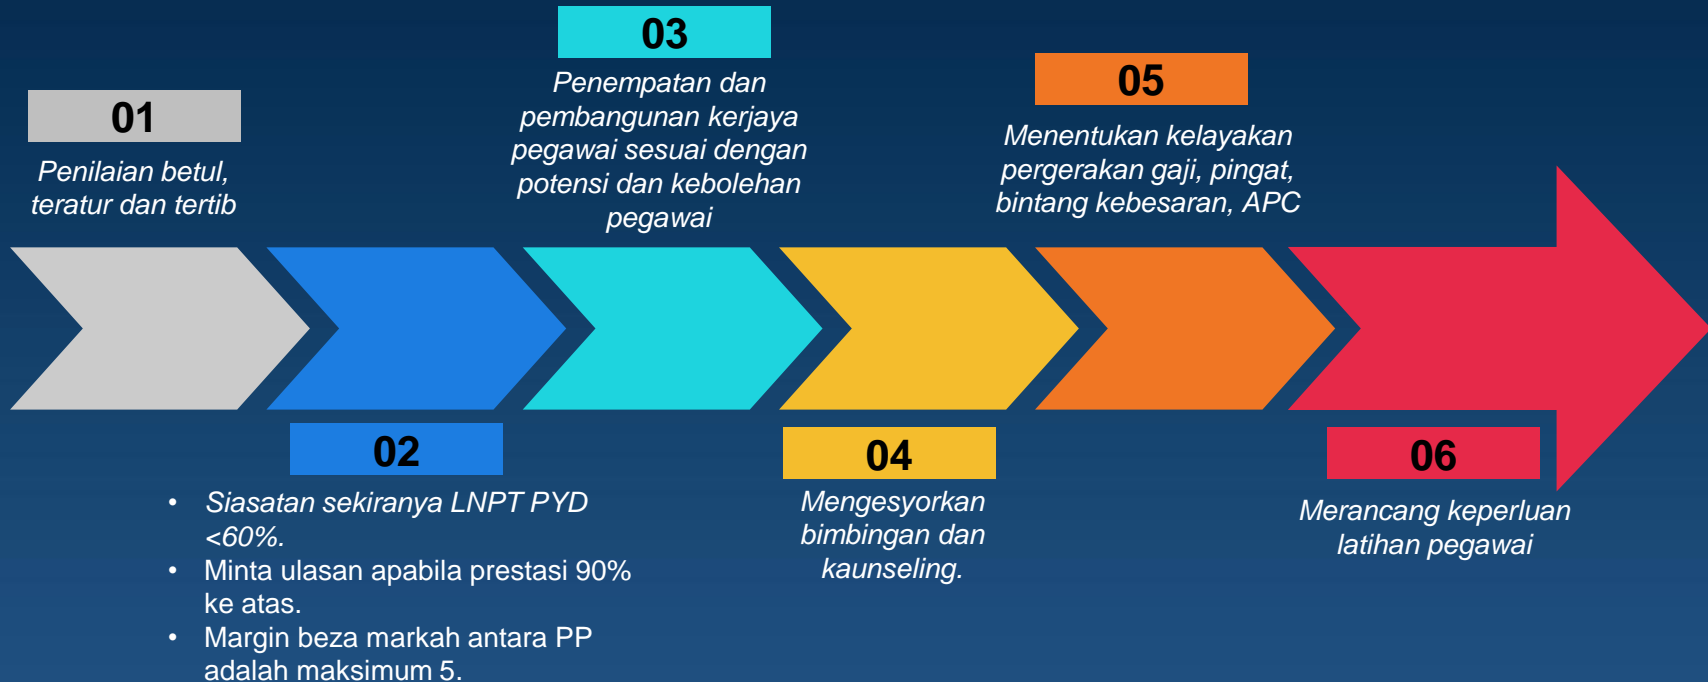 01
Penilaian betul,
teratur dan tertib
02
• Siasatan sekiranya LNPT PYD
<60%.
• Minta ulasan apabila prestasi 90%
ke atas.
• Margin beza markah antara PP
adalah maksimum 5.
03
Penempatan dan
pembangunan kerjaya
pegawai sesuai dengan
potensi dan kebolehan
pegawai
04
Mengesyorkan
bimbingan dan
kaunseling.
05
Menentukan kelayakan
pergerakan gaji, pingat,
bintang kebesaran, APC
06
Merancang keperluan
latihan pegawai